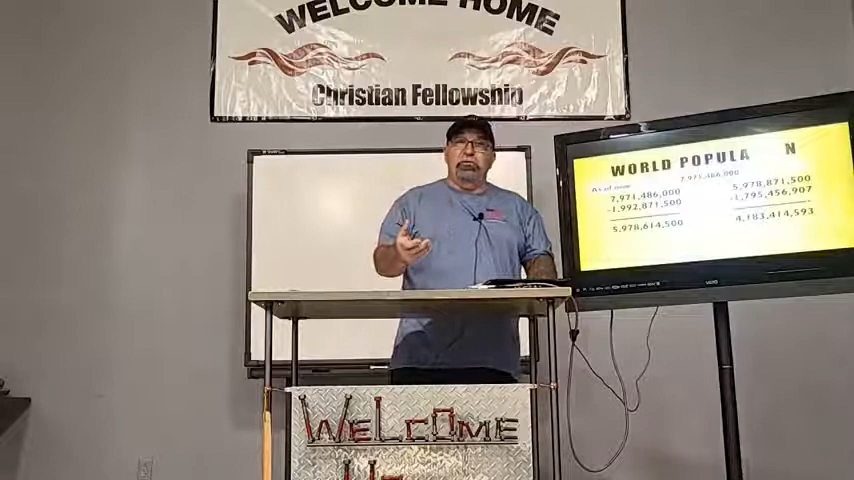 WELCOME HOME
Christian Fellowship
WORLD POPULA N
As of now 7,971,486,000
7,971,486,000 5,978,871,500
-1,992,871,500 -1,795,456,907
5,978,614,500 4,183,414,593
WELCOME